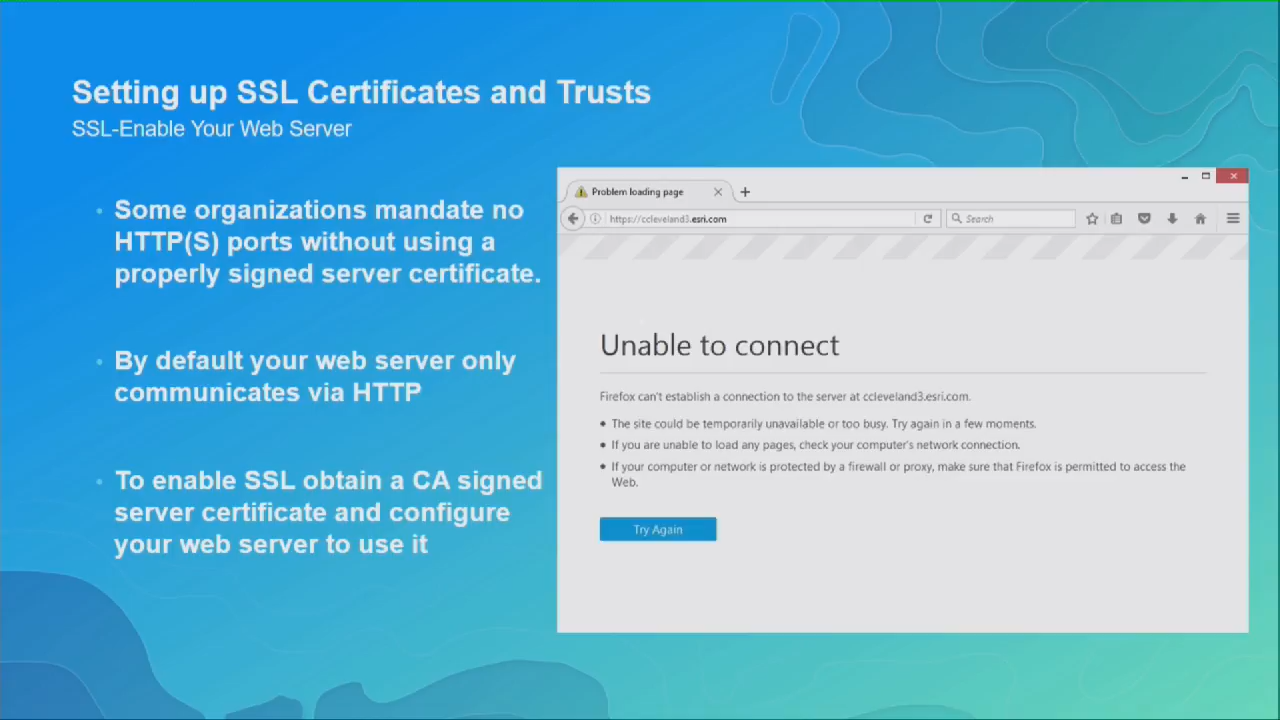 Setting up SSL Certificates and Trusts
SSL-Enable Your Web Server
• Some organizations mandate no
HTTP(S) ports without using a
properly signed server certificate.
• By default your web server only
communicates via HTTP
• To enable SSL obtain a CA signed
server certificate and configure
your web server to use it
Problem loading page
https://ccleveland3.esri.com
Search
Unable to connect
Firefox can't establish a connection to the server at ccleveland3.esri.com.
• The site could be temporarily unavailable or too busy. Try again in a few moments.
• If you are unable to load any pages, check your computer's network connection.
• If your computer or network is protected by a firewall or proxy, make sure that Firefox is permitted to access the
Web.
Try Again